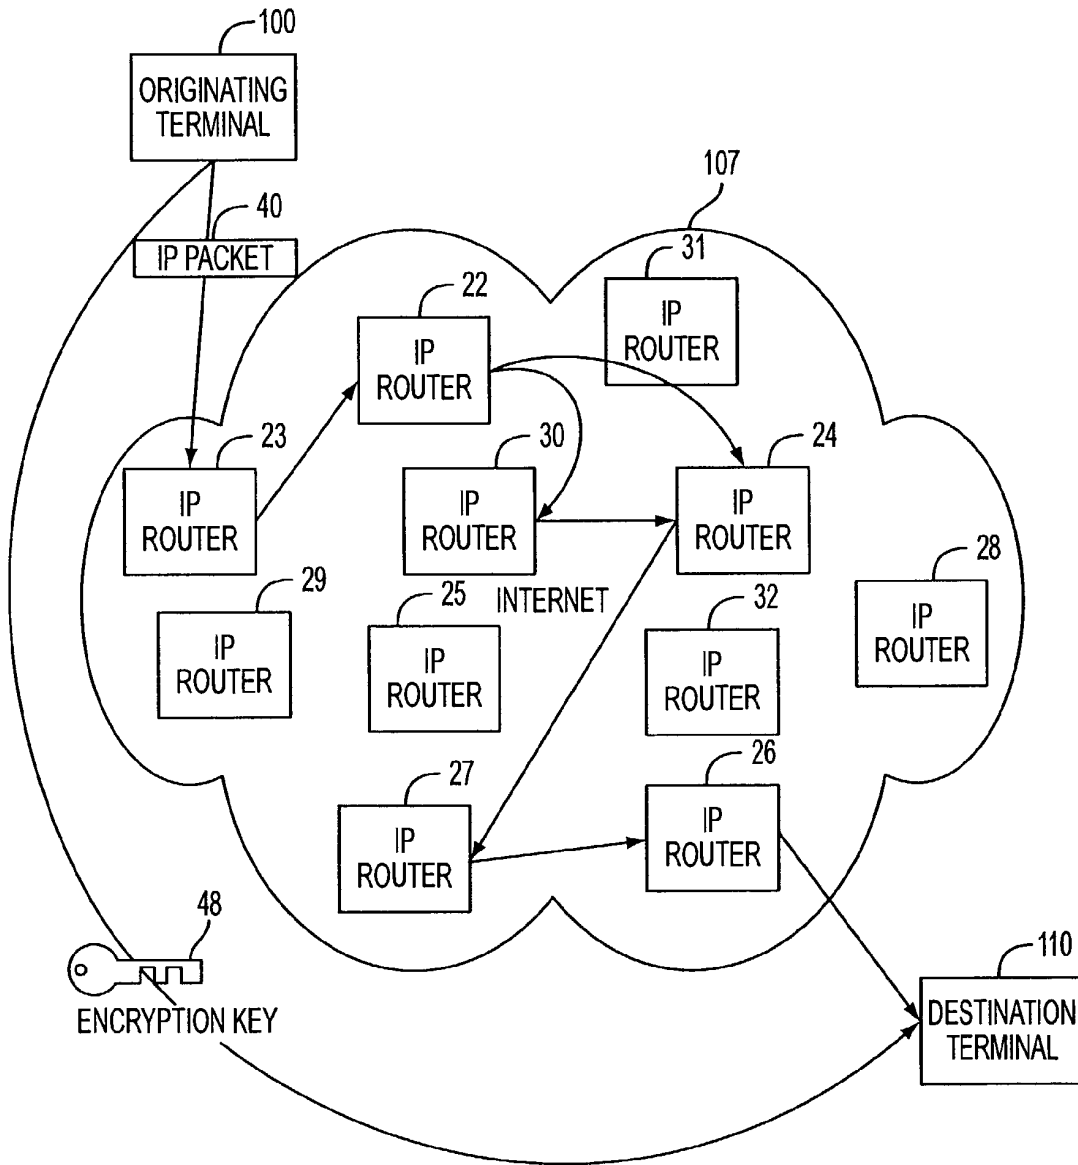 100
ORIGINATING
TERMINAL
40
IP PACKET
107
31
IP
ROUTER
22
IP
ROUTER
23
IP
ROUTER
30
IP
ROUTER
24
IP
ROUTER
28
IP
ROUTER
29
IP
ROUTER
25
IP
ROUTER
INTERNET
32
IP
ROUTER
27
IP
ROUTER
26
IP
ROUTER
48
ENCRYPTION KEY
110
DESTINATION
TERMINAL